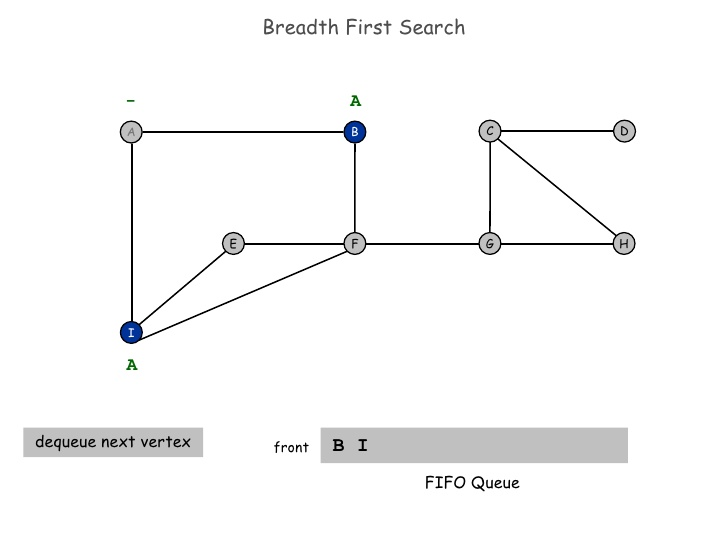 Breadth First Search
- A
A B C D
E F G H
I
A
dequeue next vertex
front B I
FIFO Queue